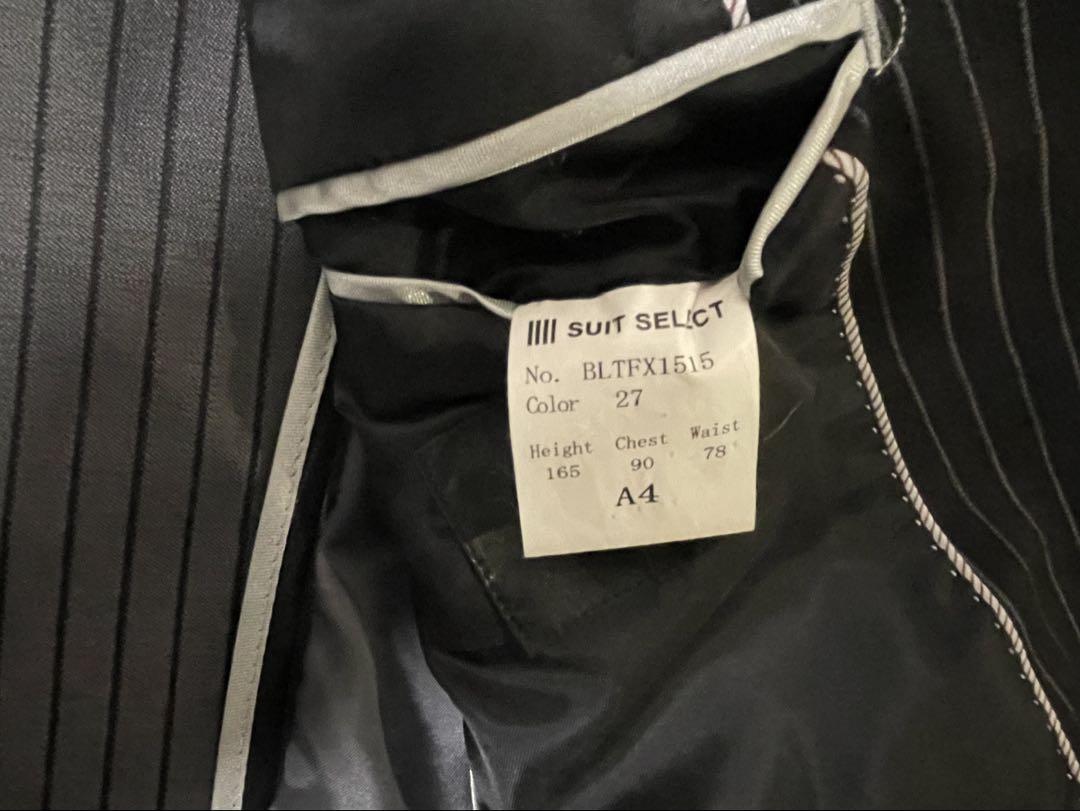 SUIT SELECT
No. BLTFX1515
Color 27
Height Chest Waist
165 90 78
A4